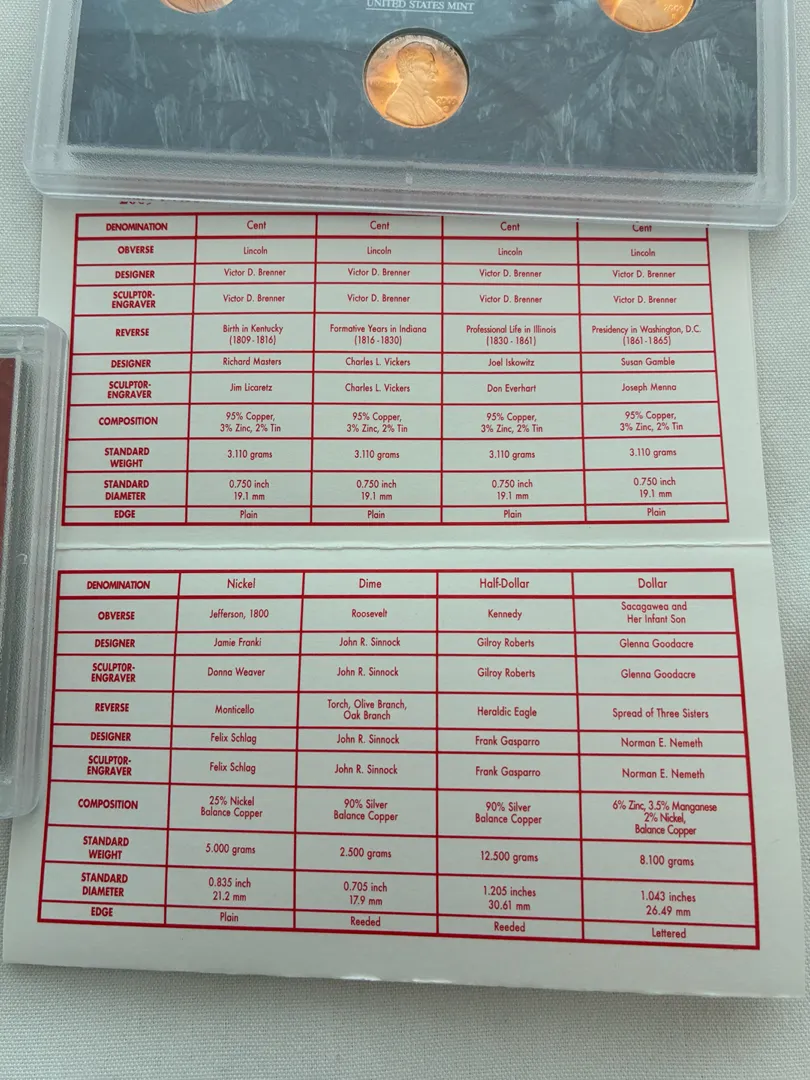 UNITED STATES MINT
2009
DENOMINATION Cent Cent Cent Cent
OBVERSE Lincoln Lincoln Lincoln Lincoln
DESIGNER Victor D. Brenner Victor D. Brenner Victor D. Brenner Victor D. Brenner
SCULPTOR-
ENGRAVER Victor D. Brenner Victor D. Brenner Victor D. Brenner Victor D. Brenner
REVERSE Birth in Kentucky Formative Years in Indiana Professional Life in Illinois Presidency in Washington, D.C.
(1809-1816) (1816-1830) (1830 - 1861) (1861-1865)
DESIGNER Richard Masters Charles L. Vickers Joel Iskowitz Susan Gamble
SCULPTOR-
ENGRAVER Jim Licaretz Charles L. Vickers Don Everhart Joseph Menna
COMPOSITION 95% Copper, 95% Copper, 95% Copper, 95% Copper,
3% Zinc, 2% Tin 3% Zinc, 2% Tin 3% Zinc, 2% Tin 3% Zinc, 2% Tin
STANDARD
WEIGHT 3.110 grams 3.110 grams 3.110 grams 3.110 grams
STANDARD 0.750 inch 0.750 inch 0.750 inch 0.750 inch
DIAMETER 19.1 mm 19.1 mm 19.1 mm 19.1 mm
EDGE Plain Plain Plain Plain
DENOMINATION Nickel Dime Half-Dollar Dollar
OBVERSE Jefferson, 1800 Roosevelt Kennedy Sacagawea and
Her Infant Son
DESIGNER Jamie Franki John R. Sinnock Gilroy Roberts Glenna Goodacre
SCULPTOR-
ENGRAVER Donna Weaver John R. Sinnock Gilroy Roberts Glenna Goodacre
REVERSE Monticello Torch, Olive Branch, Heraldic Eagle Spread of Three Sisters
Oak Branch
DESIGNER Felix Schlag John R. Sinnock Frank Gasparro Norman E. Nemeth
SCULPTOR-
ENGRAVER Felix Schlag John R. Sinnock Frank Gasparro Norman E. Nemeth
COMPOSITION 25% Nickel 90% Silver 90% Silver 6% Zinc, 3.5% Manganese
Balance Copper Balance Copper Balance Copper 2% Nickel,
Balance Copper
STANDARD
WEIGHT 5.000 grams 2.500 grams 12.500 grams 8.100 grams
STANDARD 0.835 inch 0.705 inch 1.205 inches 1.043 inches
DIAMETER 21.2 mm 17.9 mm 30.61 mm 26.49 mm
EDGE Plain Reeded Reeded Lettered